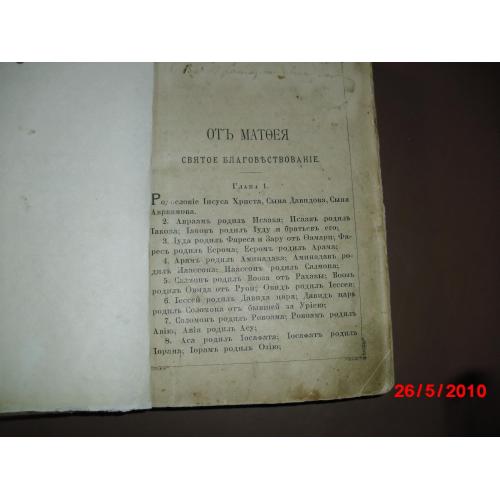 ОТЪ МАТѲЕЯ
СВЯТОЕ БЛАГОВѢСТВОВАНІЕ.
Глава 1.
Родословіе Іисуса Христа, Сына Давидова, Сына
Авраамова.
2. Авраамъ родилъ Исаака; Исаакъ родилъ
Іакова; Іаковъ родилъ Іуду и братьевъ его;
3. Іуда родилъ Фареса и Зару отъ Ѳамари; Фа-
ресъ родилъ Есрома; Есромъ родилъ Арама;
4. Арамъ родилъ Аминадава; Аминадавъ ро-
дилъ Наассона; Наассонъ родилъ Салмона;
5. Салмонъ родилъ Вооза отъ Рахавы; Воозъ
родилъ Овида отъ Руѳи; Овидъ родилъ Іессея;
6. Іессей родилъ Давида царя; Давидъ царь
родилъ Соломона отъ бывшей за Уріею;
7. Соломонъ родилъ Ровоама; Ровоамъ родилъ
Авію; Авія родилъ Асу;
8. Аса родилъ Іосафата; Іосафатъ родилъ
Іорама; Іорамъ родилъ Озію;
26/5/2010